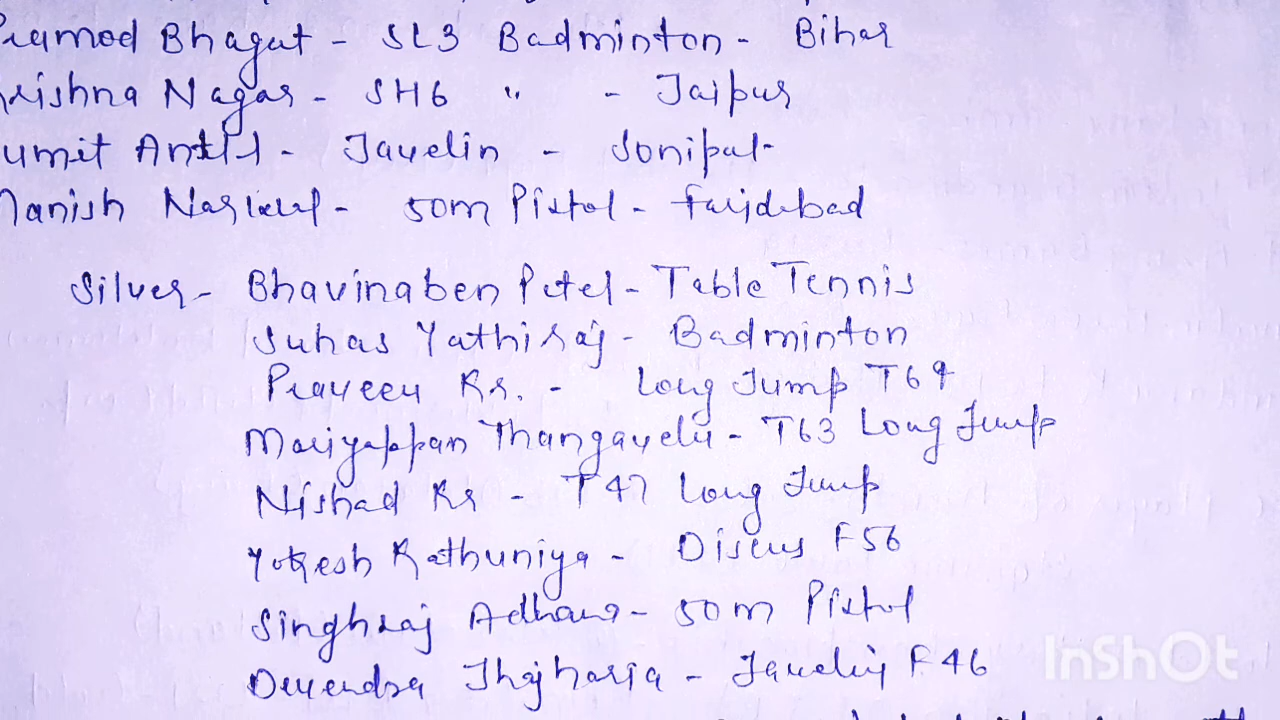 Pramod Bhagat - SL3 Badminton - Bihar
Krishna Nagar - SH6 " - Jaipur
Sumit Antil - Javelin - Sonipat
Manish Narwal - 50m Pistol - Faridabad
Silver - Bhavinaben Patel - Table Tennis
Suhas Yathiraj - Badminton
Praveen Kr. - Long Jump T64
Mariyappan Thangavelu - T63 Long Jump
Nishad Kr - T47 Long Jump
Yogesh Kathuniya - Discus F56
Singhraj Adhana - 50m Pistol
Devendra Jhajharia - Javelin F46
InShOt